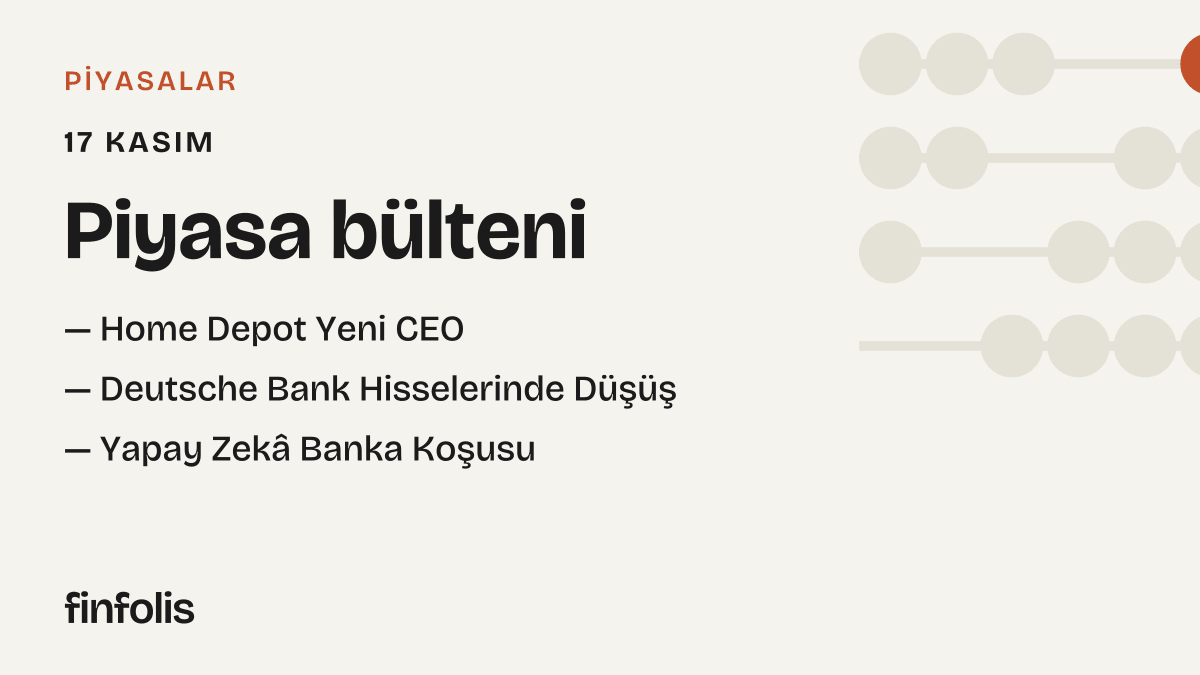 PİYASALAR
17 KASIM
Piyasa bülteni
— Home Depot Yeni CEO
— Deutsche Bank Hisselerinde Düşüş
— Yapay Zekâ Banka Koşusu
finfolis